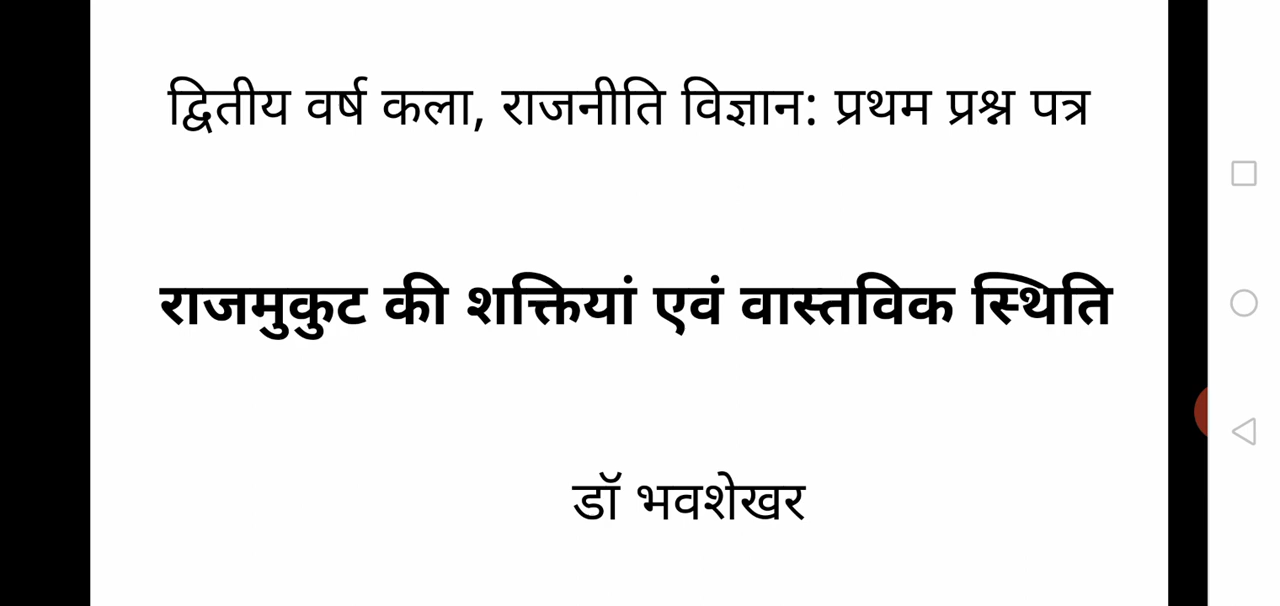 द्वितीय वर्ष कला, राजनीति विज्ञान: प्रथम प्रश्न पत्र
राजमुकुट की शक्तियां एवं वास्तविक स्थिति
डॉ भवशेखर